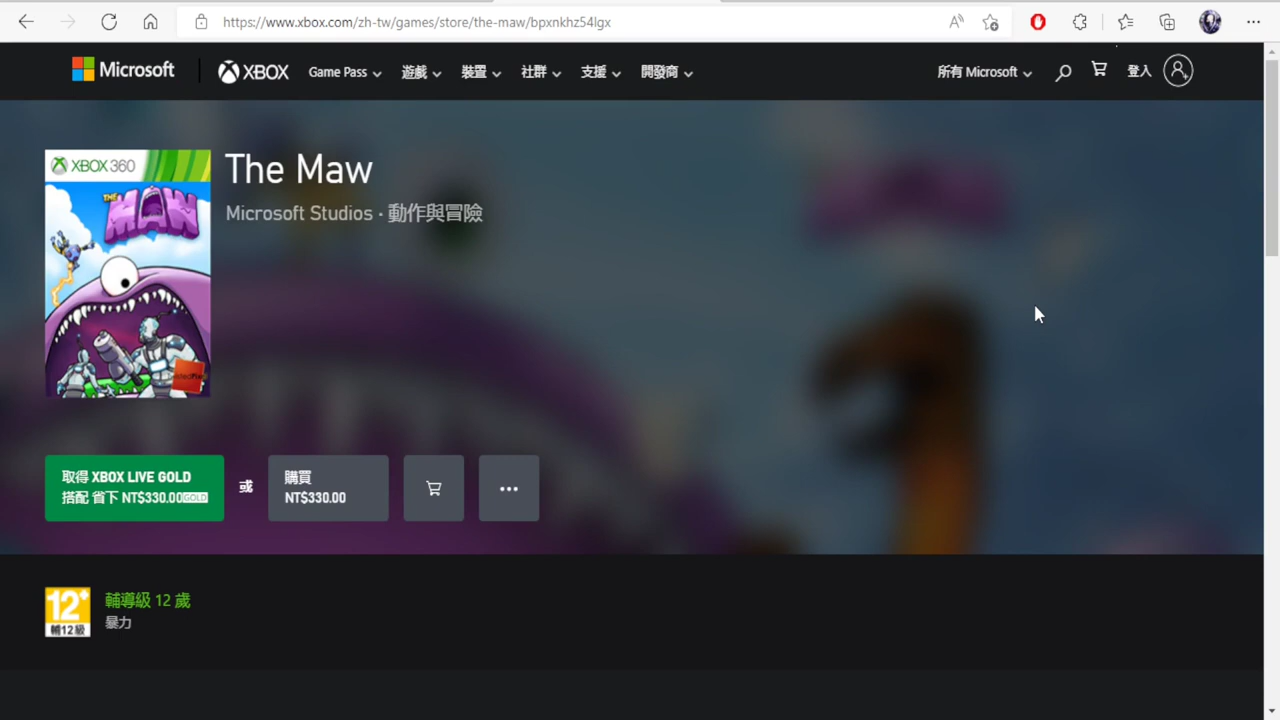 https://www.xbox.com/zh-tw/games/store/the-maw/bpxnkhz54lgx
Microsoft XBOX Game Pass 遊戲 裝置 社群 支援 開發商 所有 Microsoft 登入
XBOX 360
THE MAW
The Maw
Microsoft Studios · 動作與冒險
取得 XBOX LIVE GOLD
搭配 省下 NT$330.00 GOLD
或
購買
NT$330.00
12+
輔12級
輔導級 12 歲
暴力